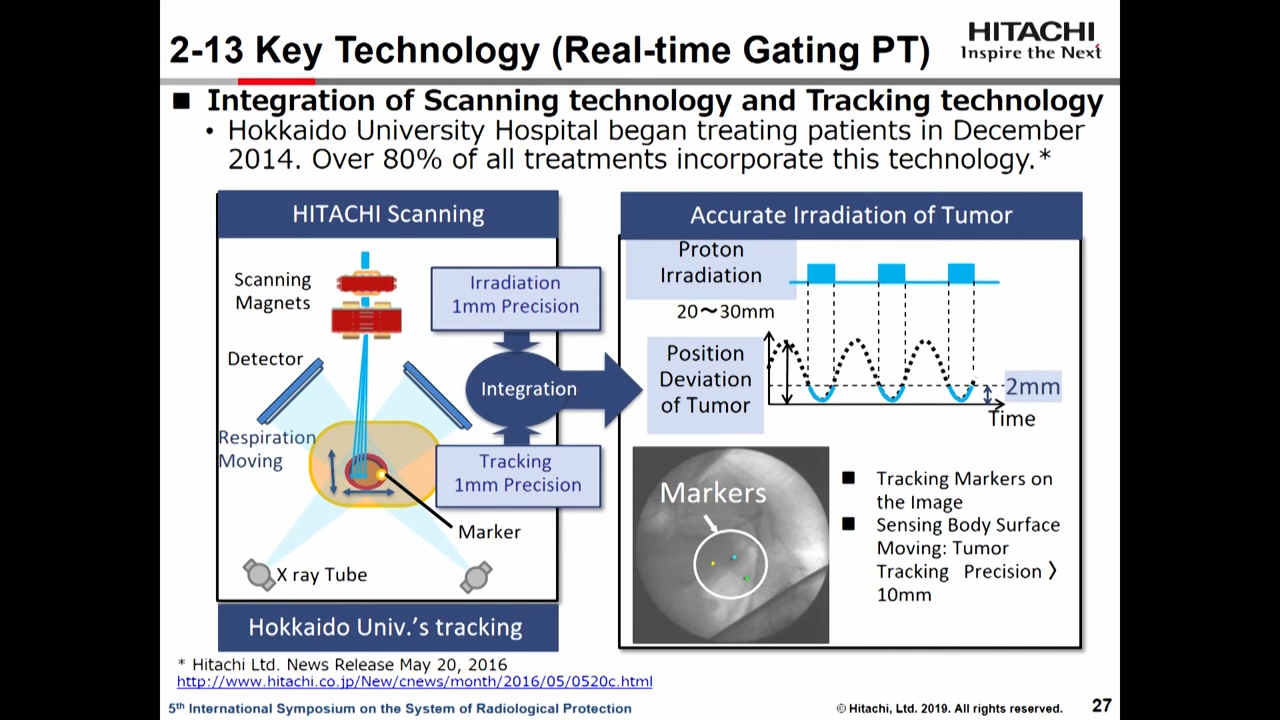 2-13 Key Technology (Real-time Gating PT)
HITACHI
Inspire the Next
■ Integration of Scanning technology and Tracking technology
• Hokkaido University Hospital began treating patients in December
2014. Over 80% of all treatments incorporate this technology.*
HITACHI Scanning
Scanning
Magnets
Detector
Respiration
Moving
Marker
X ray Tube
Hokkaido Univ.'s tracking
Irradiation
1mm Precision
Integration
Tracking
1mm Precision
Accurate Irradiation of Tumor
Proton
Irradiation
20～30mm
Position
Deviation
of Tumor
2mm
Time
Markers
■ Tracking Markers on
the Image
■ Sensing Body Surface
Moving: Tumor
Tracking Precision 〉
10mm
* Hitachi Ltd. News Release May 20, 2016
http://www.hitachi.co.jp/New/cnews/month/2016/05/0520c.html
5th International Symposium on the System of Radiological Protection
© Hitachi, Ltd. 2019. All rights reserved.
27